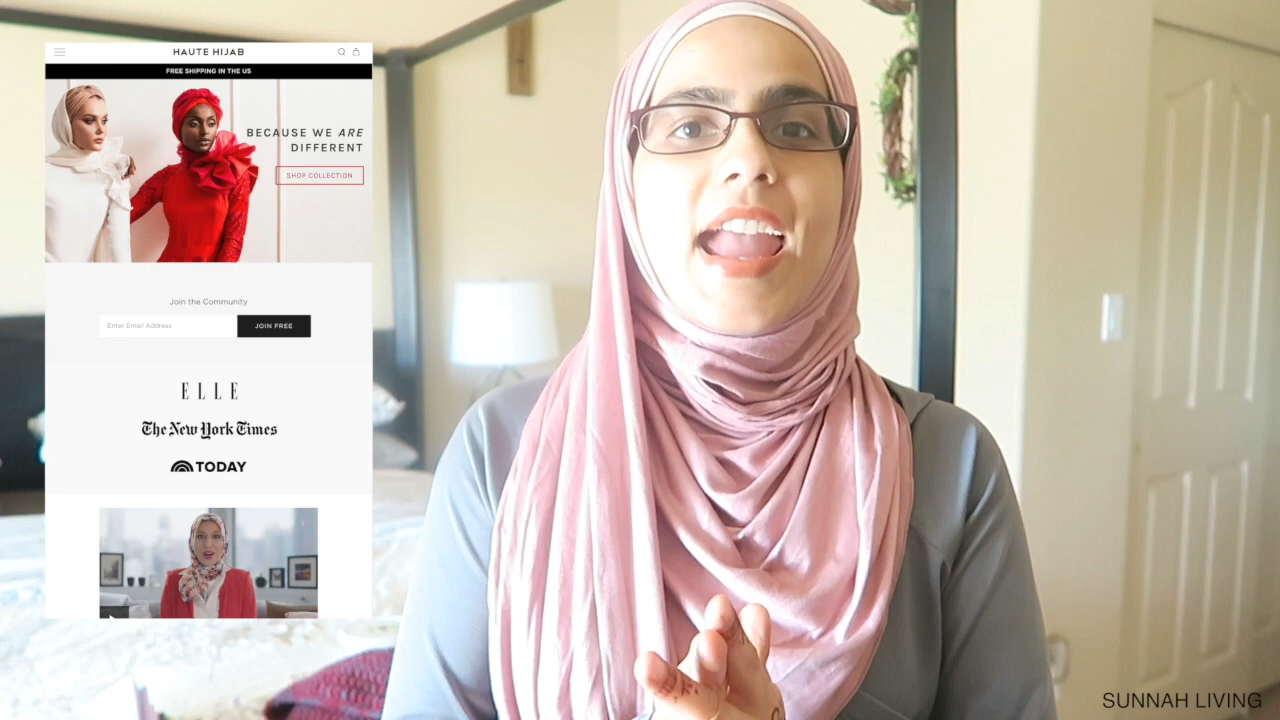 HAUTE HIJAB
FREE SHIPPING IN THE US
BECAUSE WE ARE
DIFFERENT
SHOP COLLECTION
Join the Community
Enter Email Address
JOIN FREE
ELLE
The New York Times
TODAY
SUNNAH LIVING